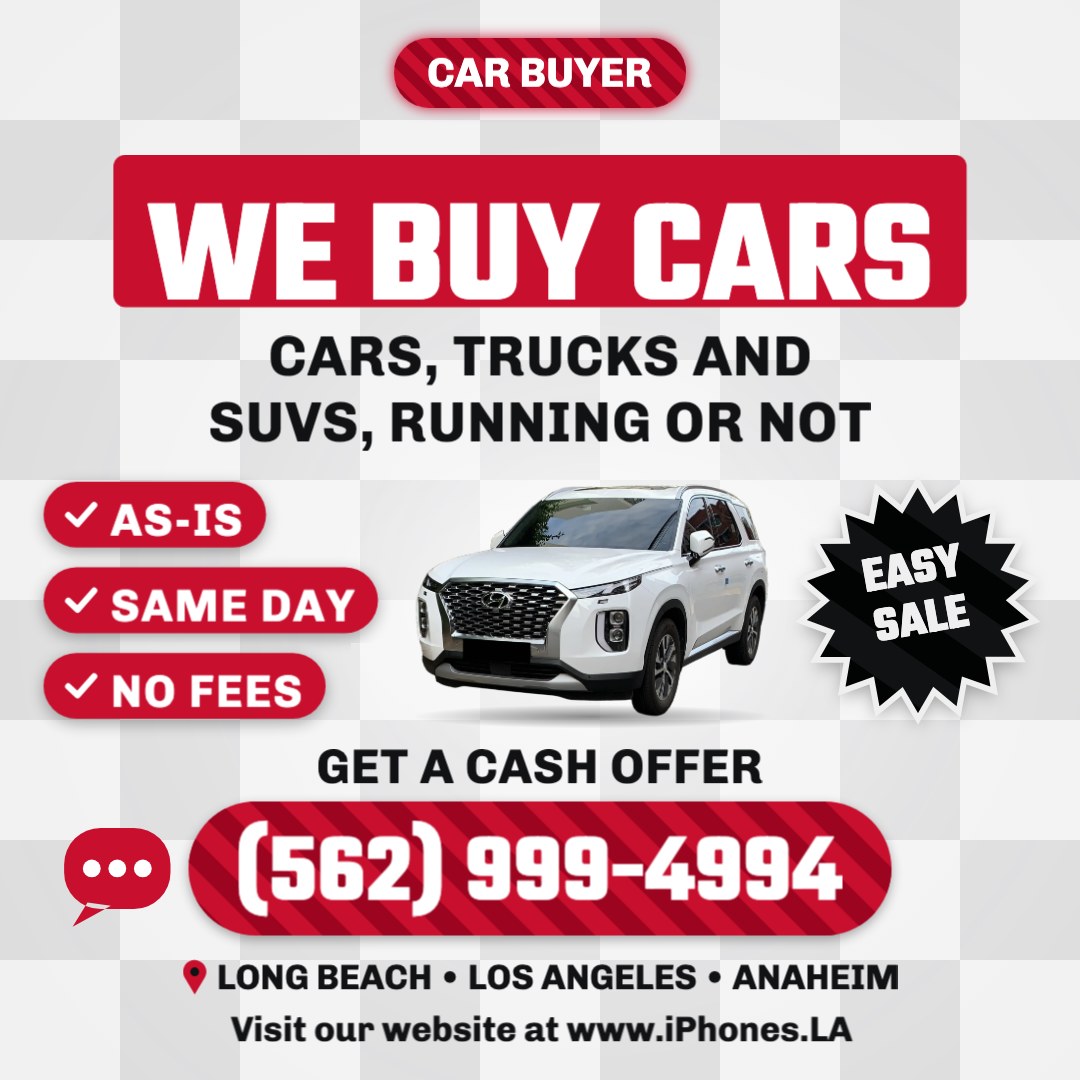 CAR BUYER
WE BUY CARS
CARS, TRUCKS AND
SUVS, RUNNING OR NOT
AS-IS
SAME DAY
NO FEES
EASY
SALE
GET A CASH OFFER
(562) 999-4994
LONG BEACH • LOS ANGELES • ANAHEIM
Visit our website at www.iPhones.LA